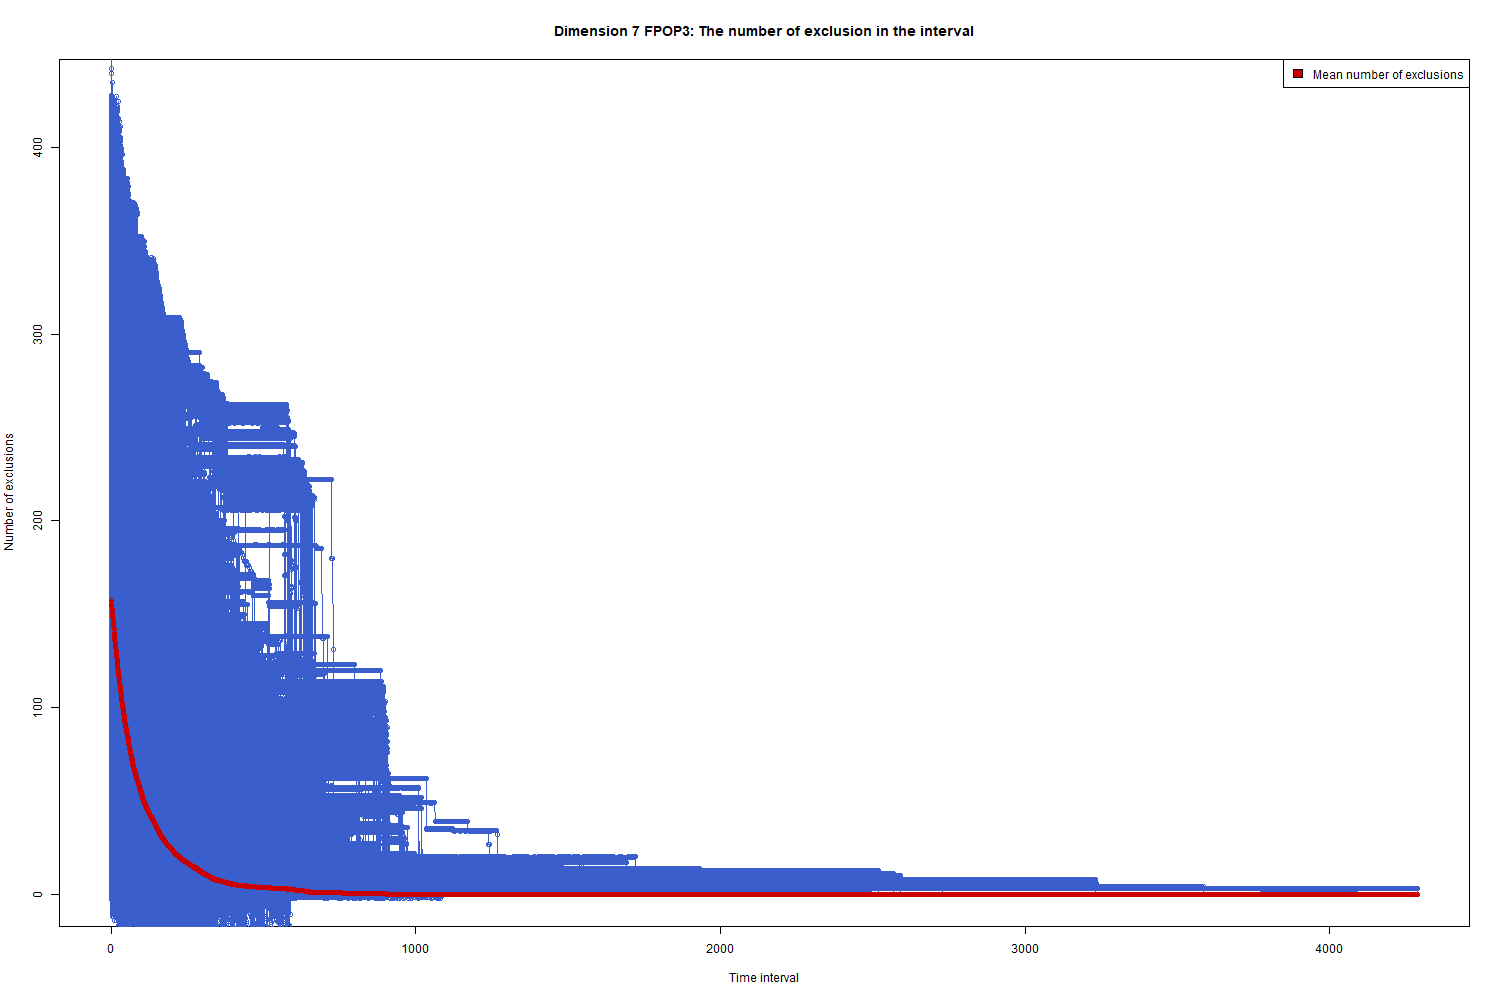 Dimension 7 FPOP3: The number of exclusion in the interval
Mean number of exclusions
Number of exclusions
400
300
200
100
0
0 1000 2000 3000 4000
Time interval